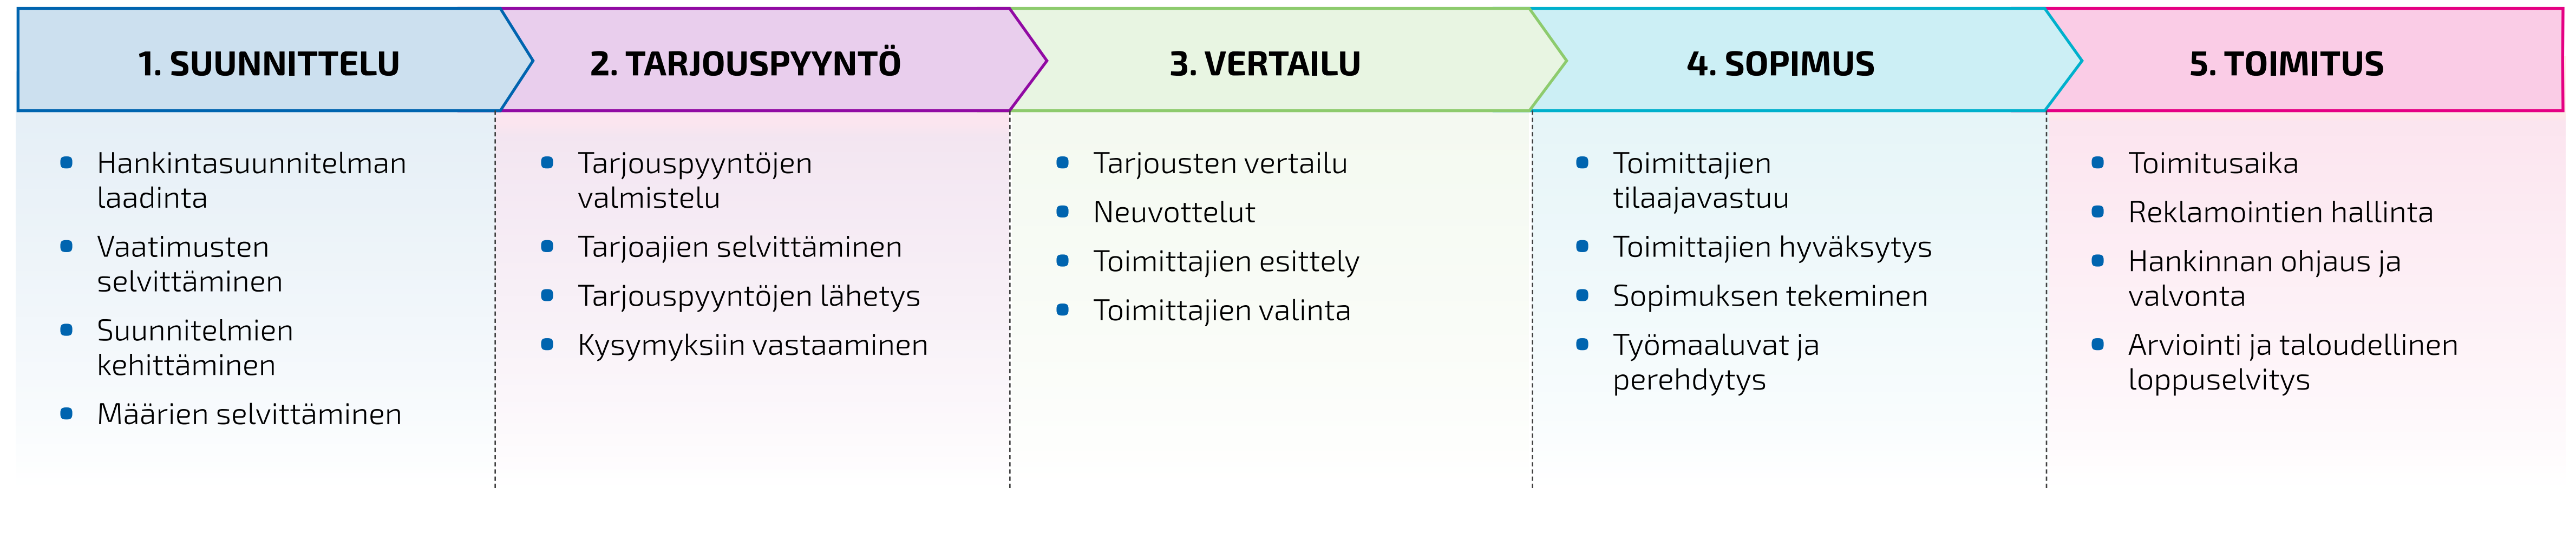 1. SUUNNITTELU
Hankintasuunnitelman
laadinta
Vaatimusten
selvittäminen
Suunnitelmien
kehittäminen
Määrien selvittäminen
2. TARJOUSPYYNTÖ
Tarjouspyyntöjen
valmistelu
Tarjoajien selvittäminen
Tarjouspyyntöjen lähetys
Kysymyksiin vastaaminen
3. VERTAILU
Tarjousten vertailu
Neuvottelut
Toimittajien esittely
Toimittajien valinta
4. SOPIMUS
Toimittajien
tilaajavastuu
Toimittajien hyväksytys
Sopimuksen tekeminen
Työmaaluvat ja
perehdytys
5. TOIMITUS
Toimitusaika
Reklamointien hallinta
Hankinnan ohjaus ja
valvonta
Arviointi ja taloudellinen
loppuselvitys